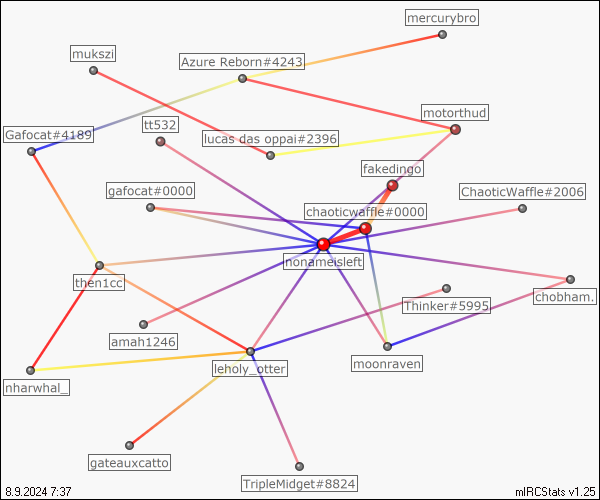 mercurybro
mukszi
Azure Reborn#4243
motorthud
tt532
Gafocat#4189
lucas das oppai#2396
fakedingo
gafocat#0000
ChaoticWaffle#2006
chaoticwaffle#0000
nonameisleft
then1cc
Thinker#5995
chobham.
amah1246
moonraven
leholy_otter
nharwhal_
gateauxcatto
TripleMidget#8824
8.9.2024 7:37
mIRCStats v1.25